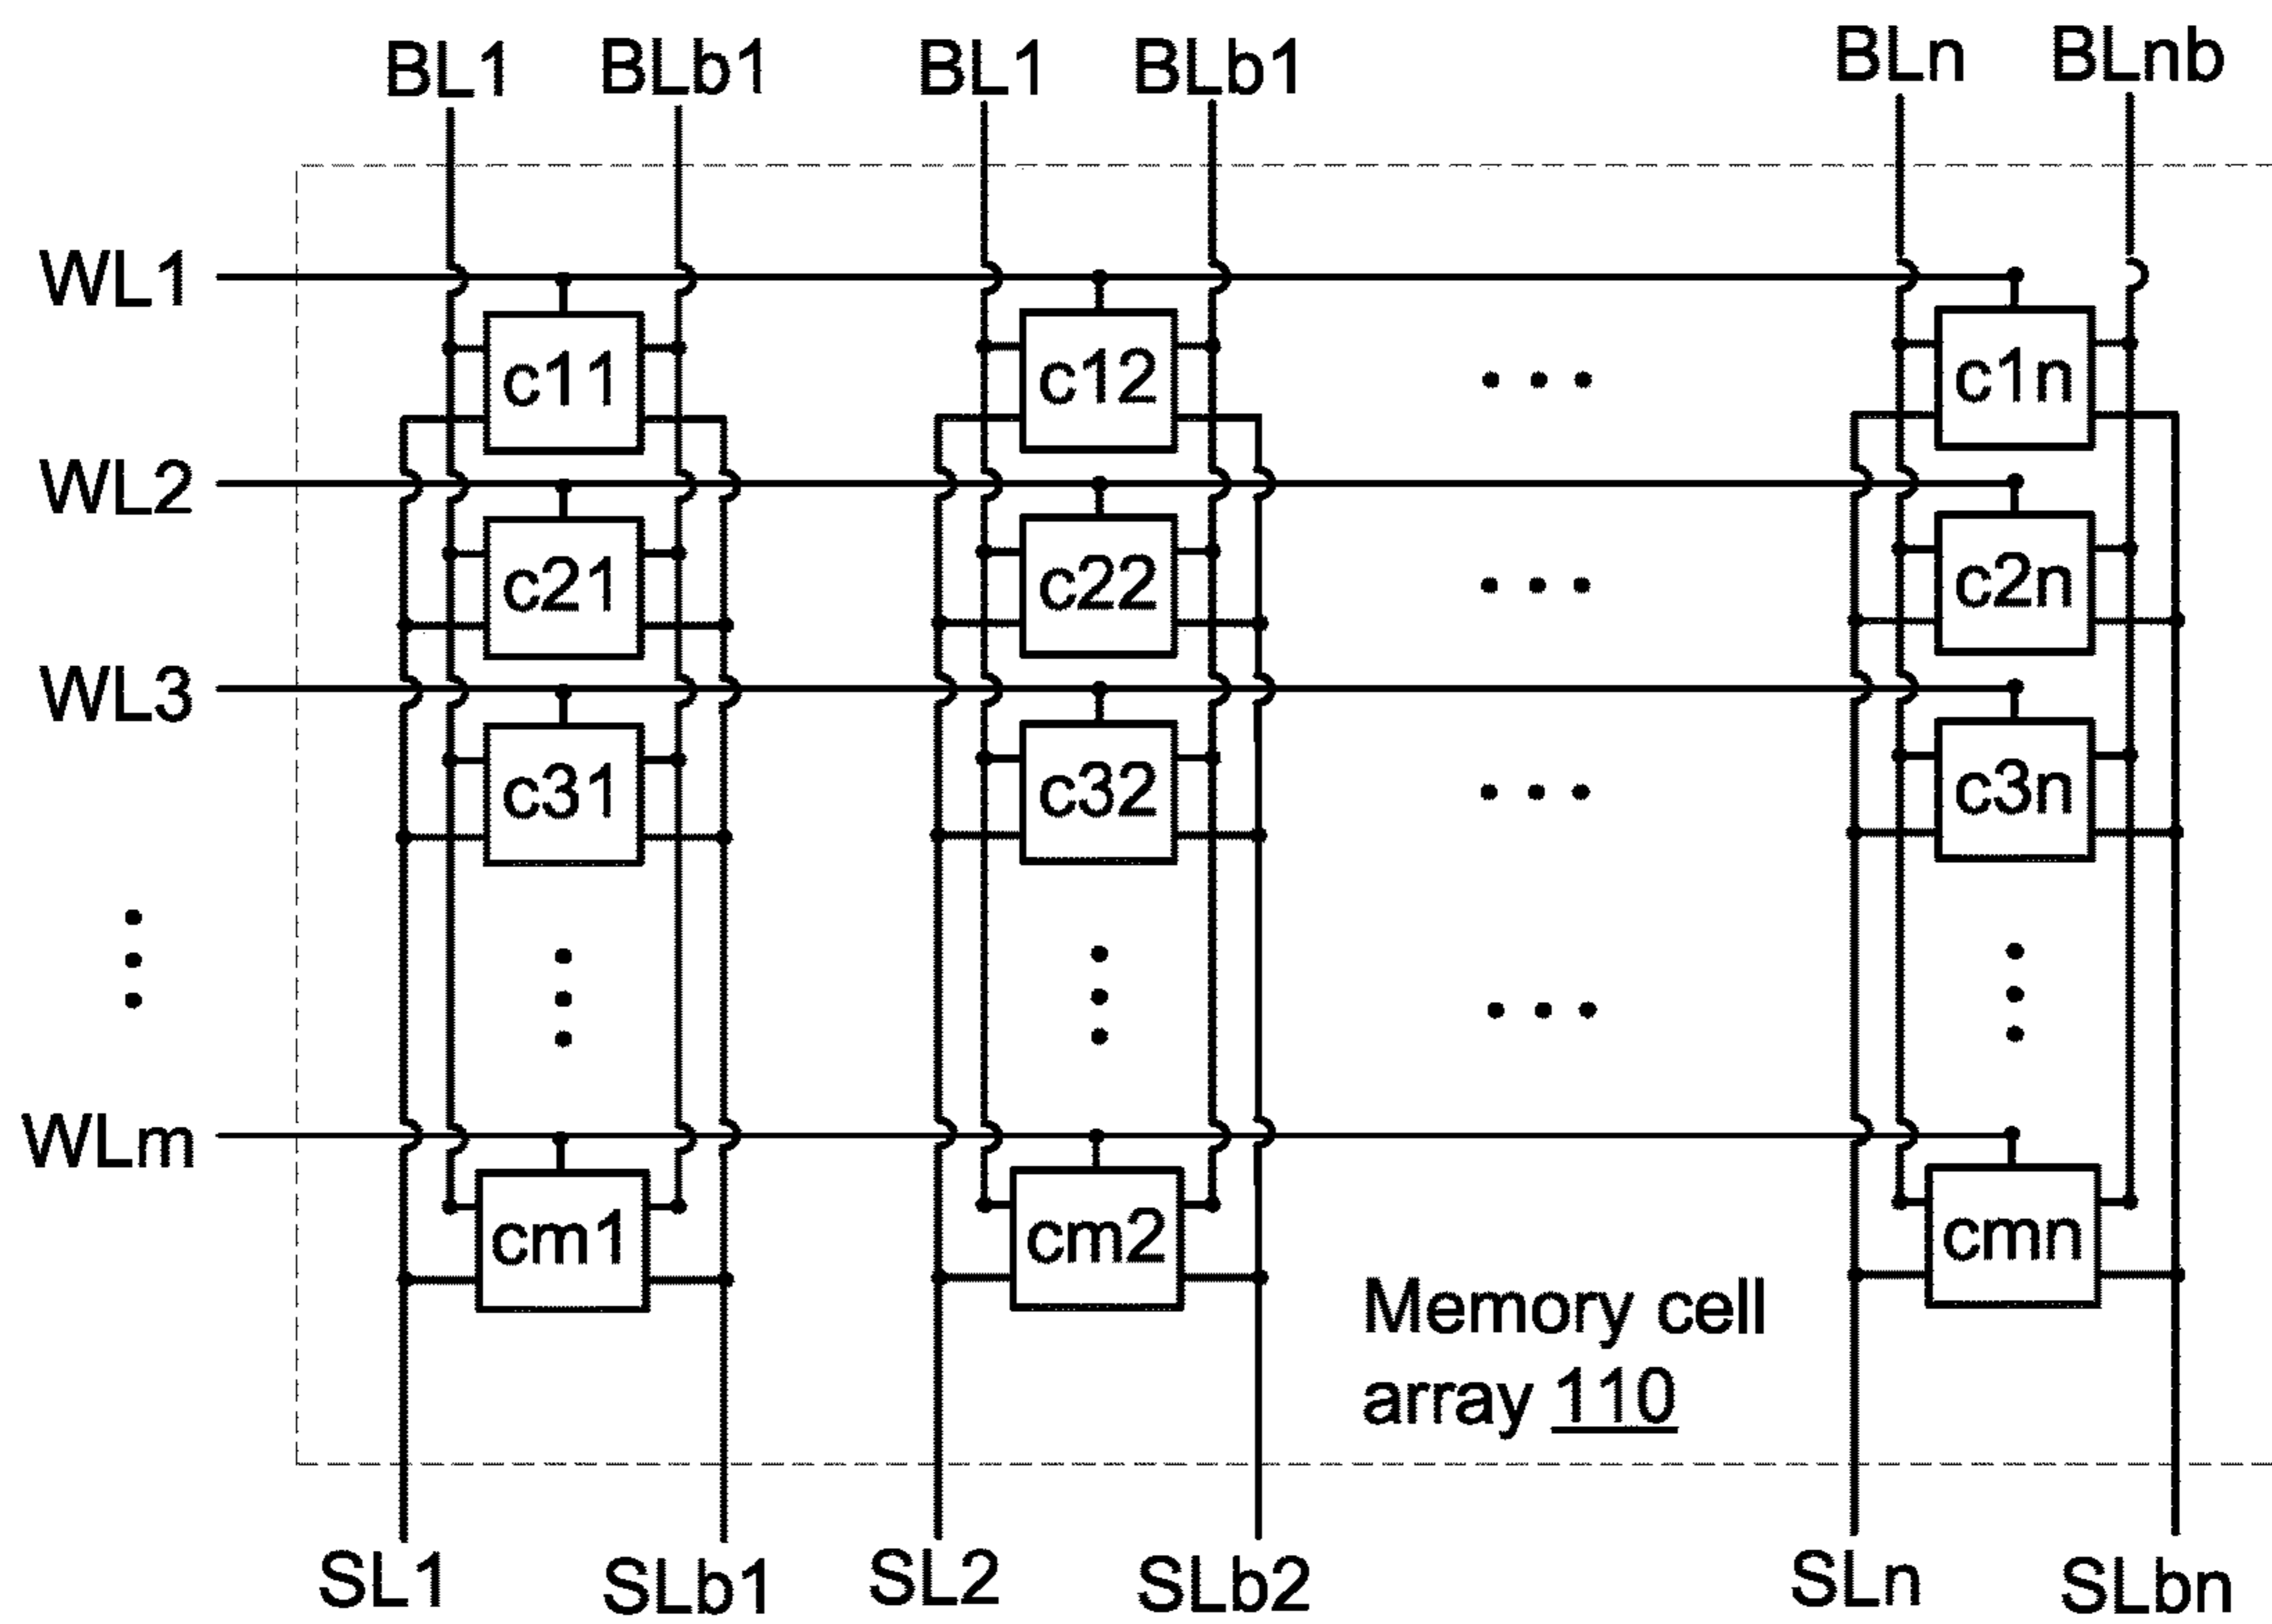 BL1 BLb1 BL1 BLb1 BLn BLnb
WL1
c11 c12 c1n
WL2
c21 c22 c2n
WL3
c31 c32 c3n
WLm
cm1 cm2 cmn
Memory cell
array 110
SL1 SLb1 SL2 SLb2 SLn SLbn